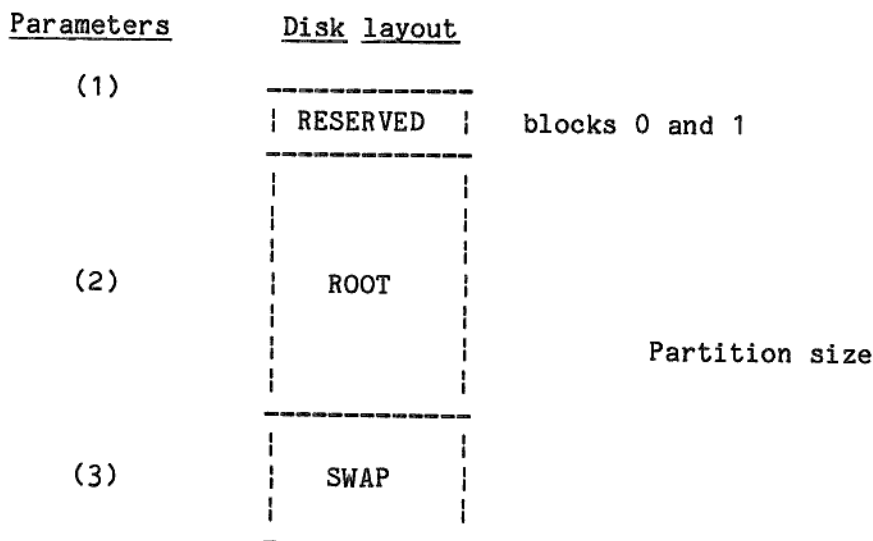 Parameters Disk layout
(1)
RESERVED blocks 0 and 1
(2) ROOT
Partition size
(3) SWAP